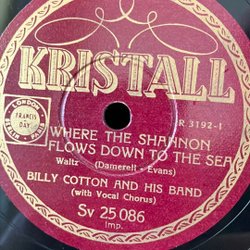 KRISTALL
R 3192-1
LONDON
FRANCIS
&
DAY
WHERE THE SHANNON
FLOWS DOWN TO THE SEA
Waltz (Damerell - Evans)
BILLY COTTON AND HIS BAND
(with Vocal Chorus)
Sv 25 086
Imp.